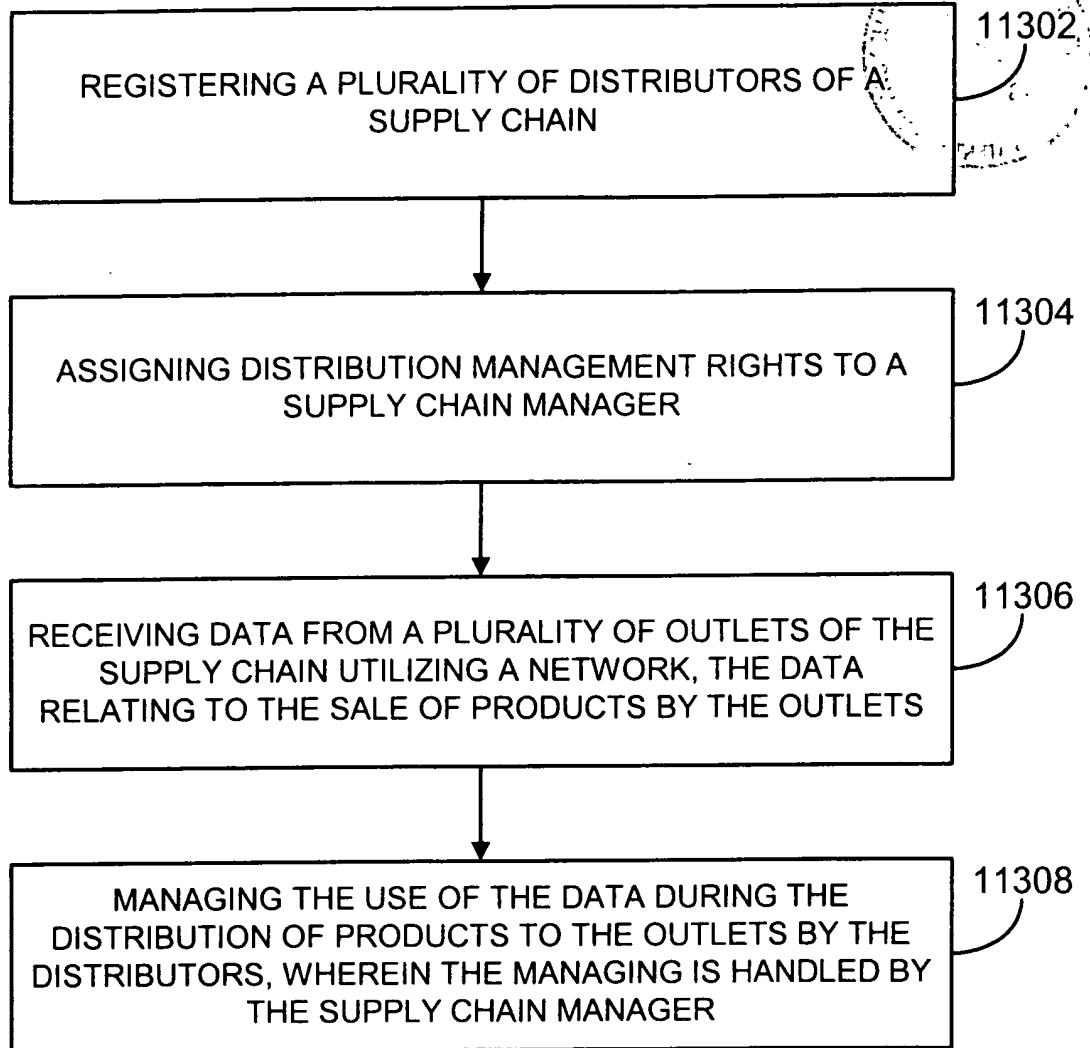 11302
REGISTERING A PLURALITY OF DISTRIBUTORS OF A
SUPPLY CHAIN
11304
ASSIGNING DISTRIBUTION MANAGEMENT RIGHTS TO A
SUPPLY CHAIN MANAGER
11306
RECEIVING DATA FROM A PLURALITY OF OUTLETS OF THE
SUPPLY CHAIN UTILIZING A NETWORK, THE DATA
RELATING TO THE SALE OF PRODUCTS BY THE OUTLETS
11308
MANAGING THE USE OF THE DATA DURING THE
DISTRIBUTION OF PRODUCTS TO THE OUTLETS BY THE
DISTRIBUTORS, WHEREIN THE MANAGING IS HANDLED BY
THE SUPPLY CHAIN MANAGER